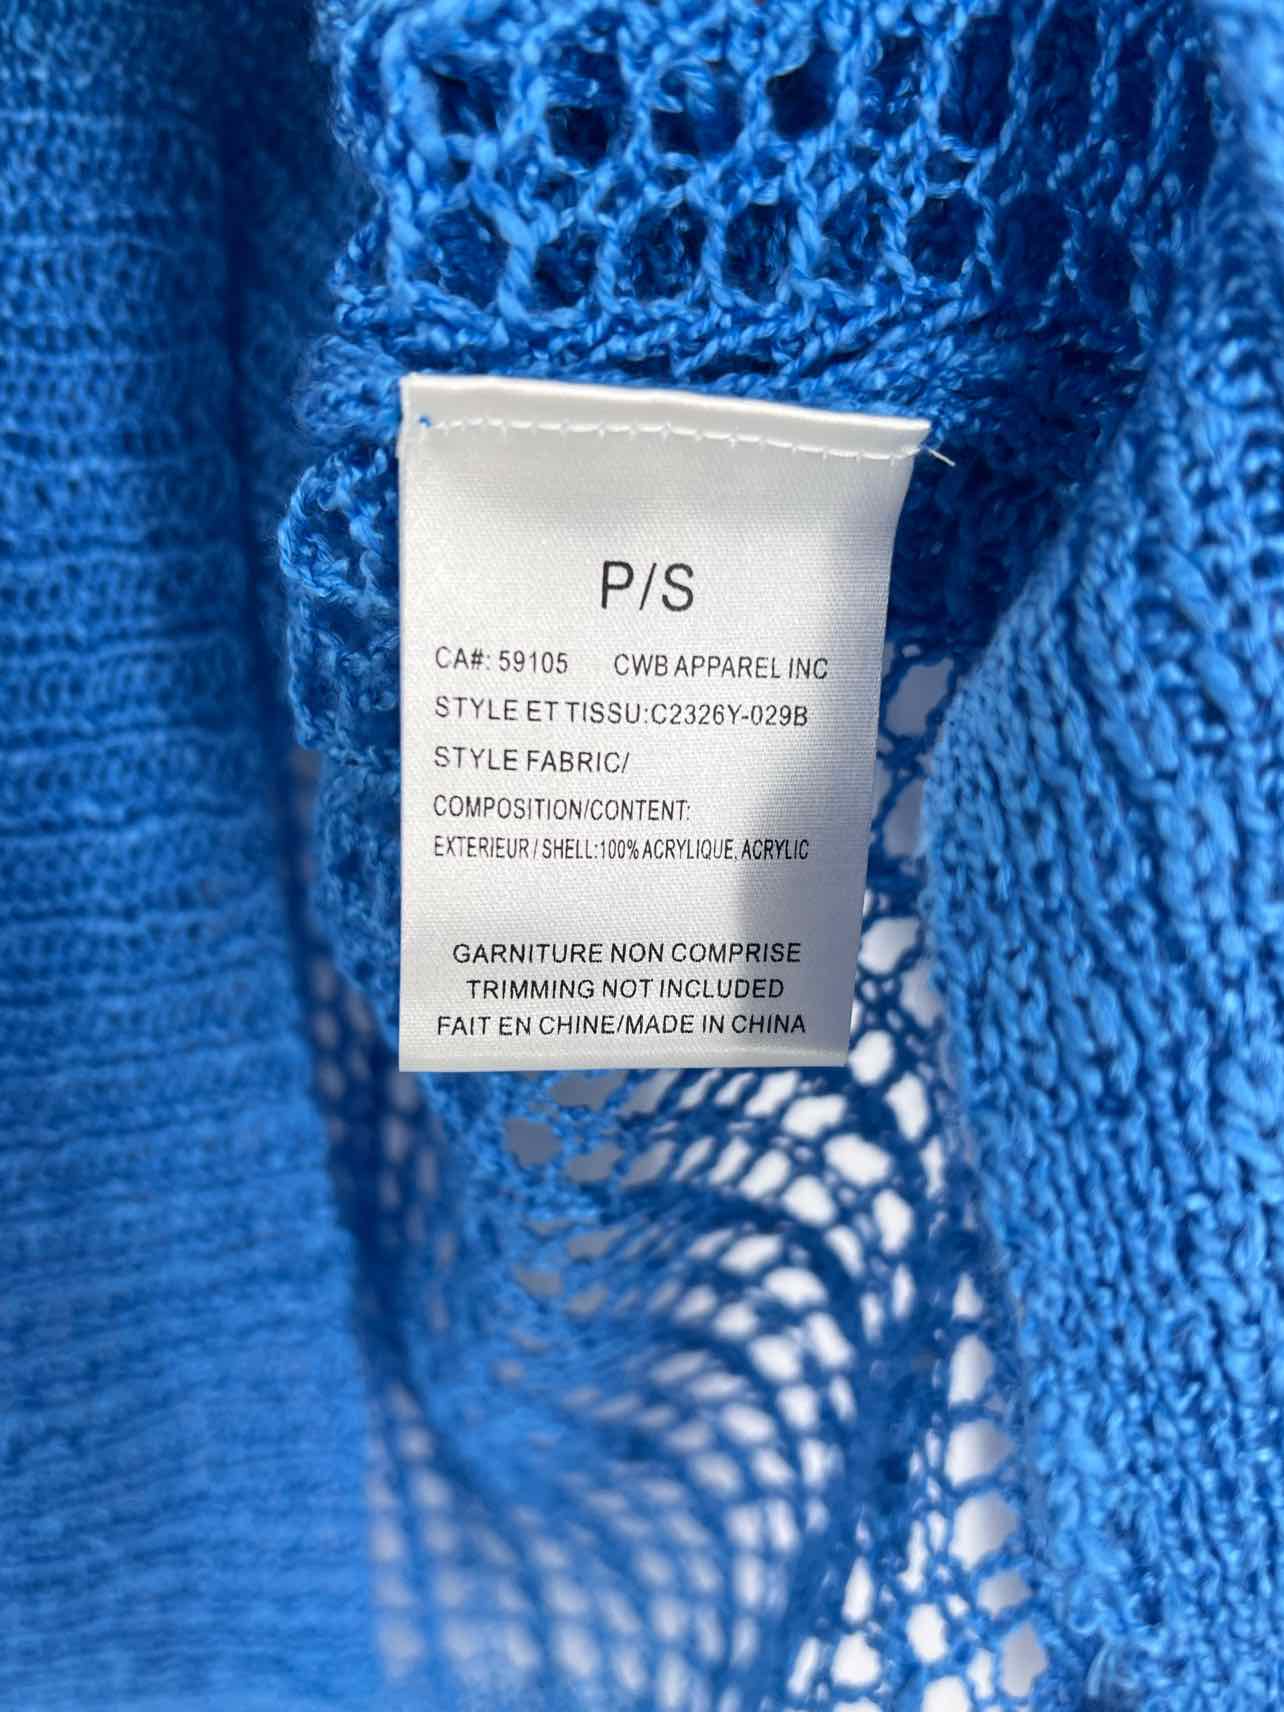 P/S
CA#: 59105 CWB APPAREL INC
STYLE ET TISSU:C2326Y-029B
STYLE FABRIC/
COMPOSITION/CONTENT:
EXTERIEUR/SHELL:100% ACRYLIQUE, ACRYLIC
GARNITURE NON COMPRISE
TRIMMING NOT INCLUDED
FAIT EN CHINE/MADE IN CHINA